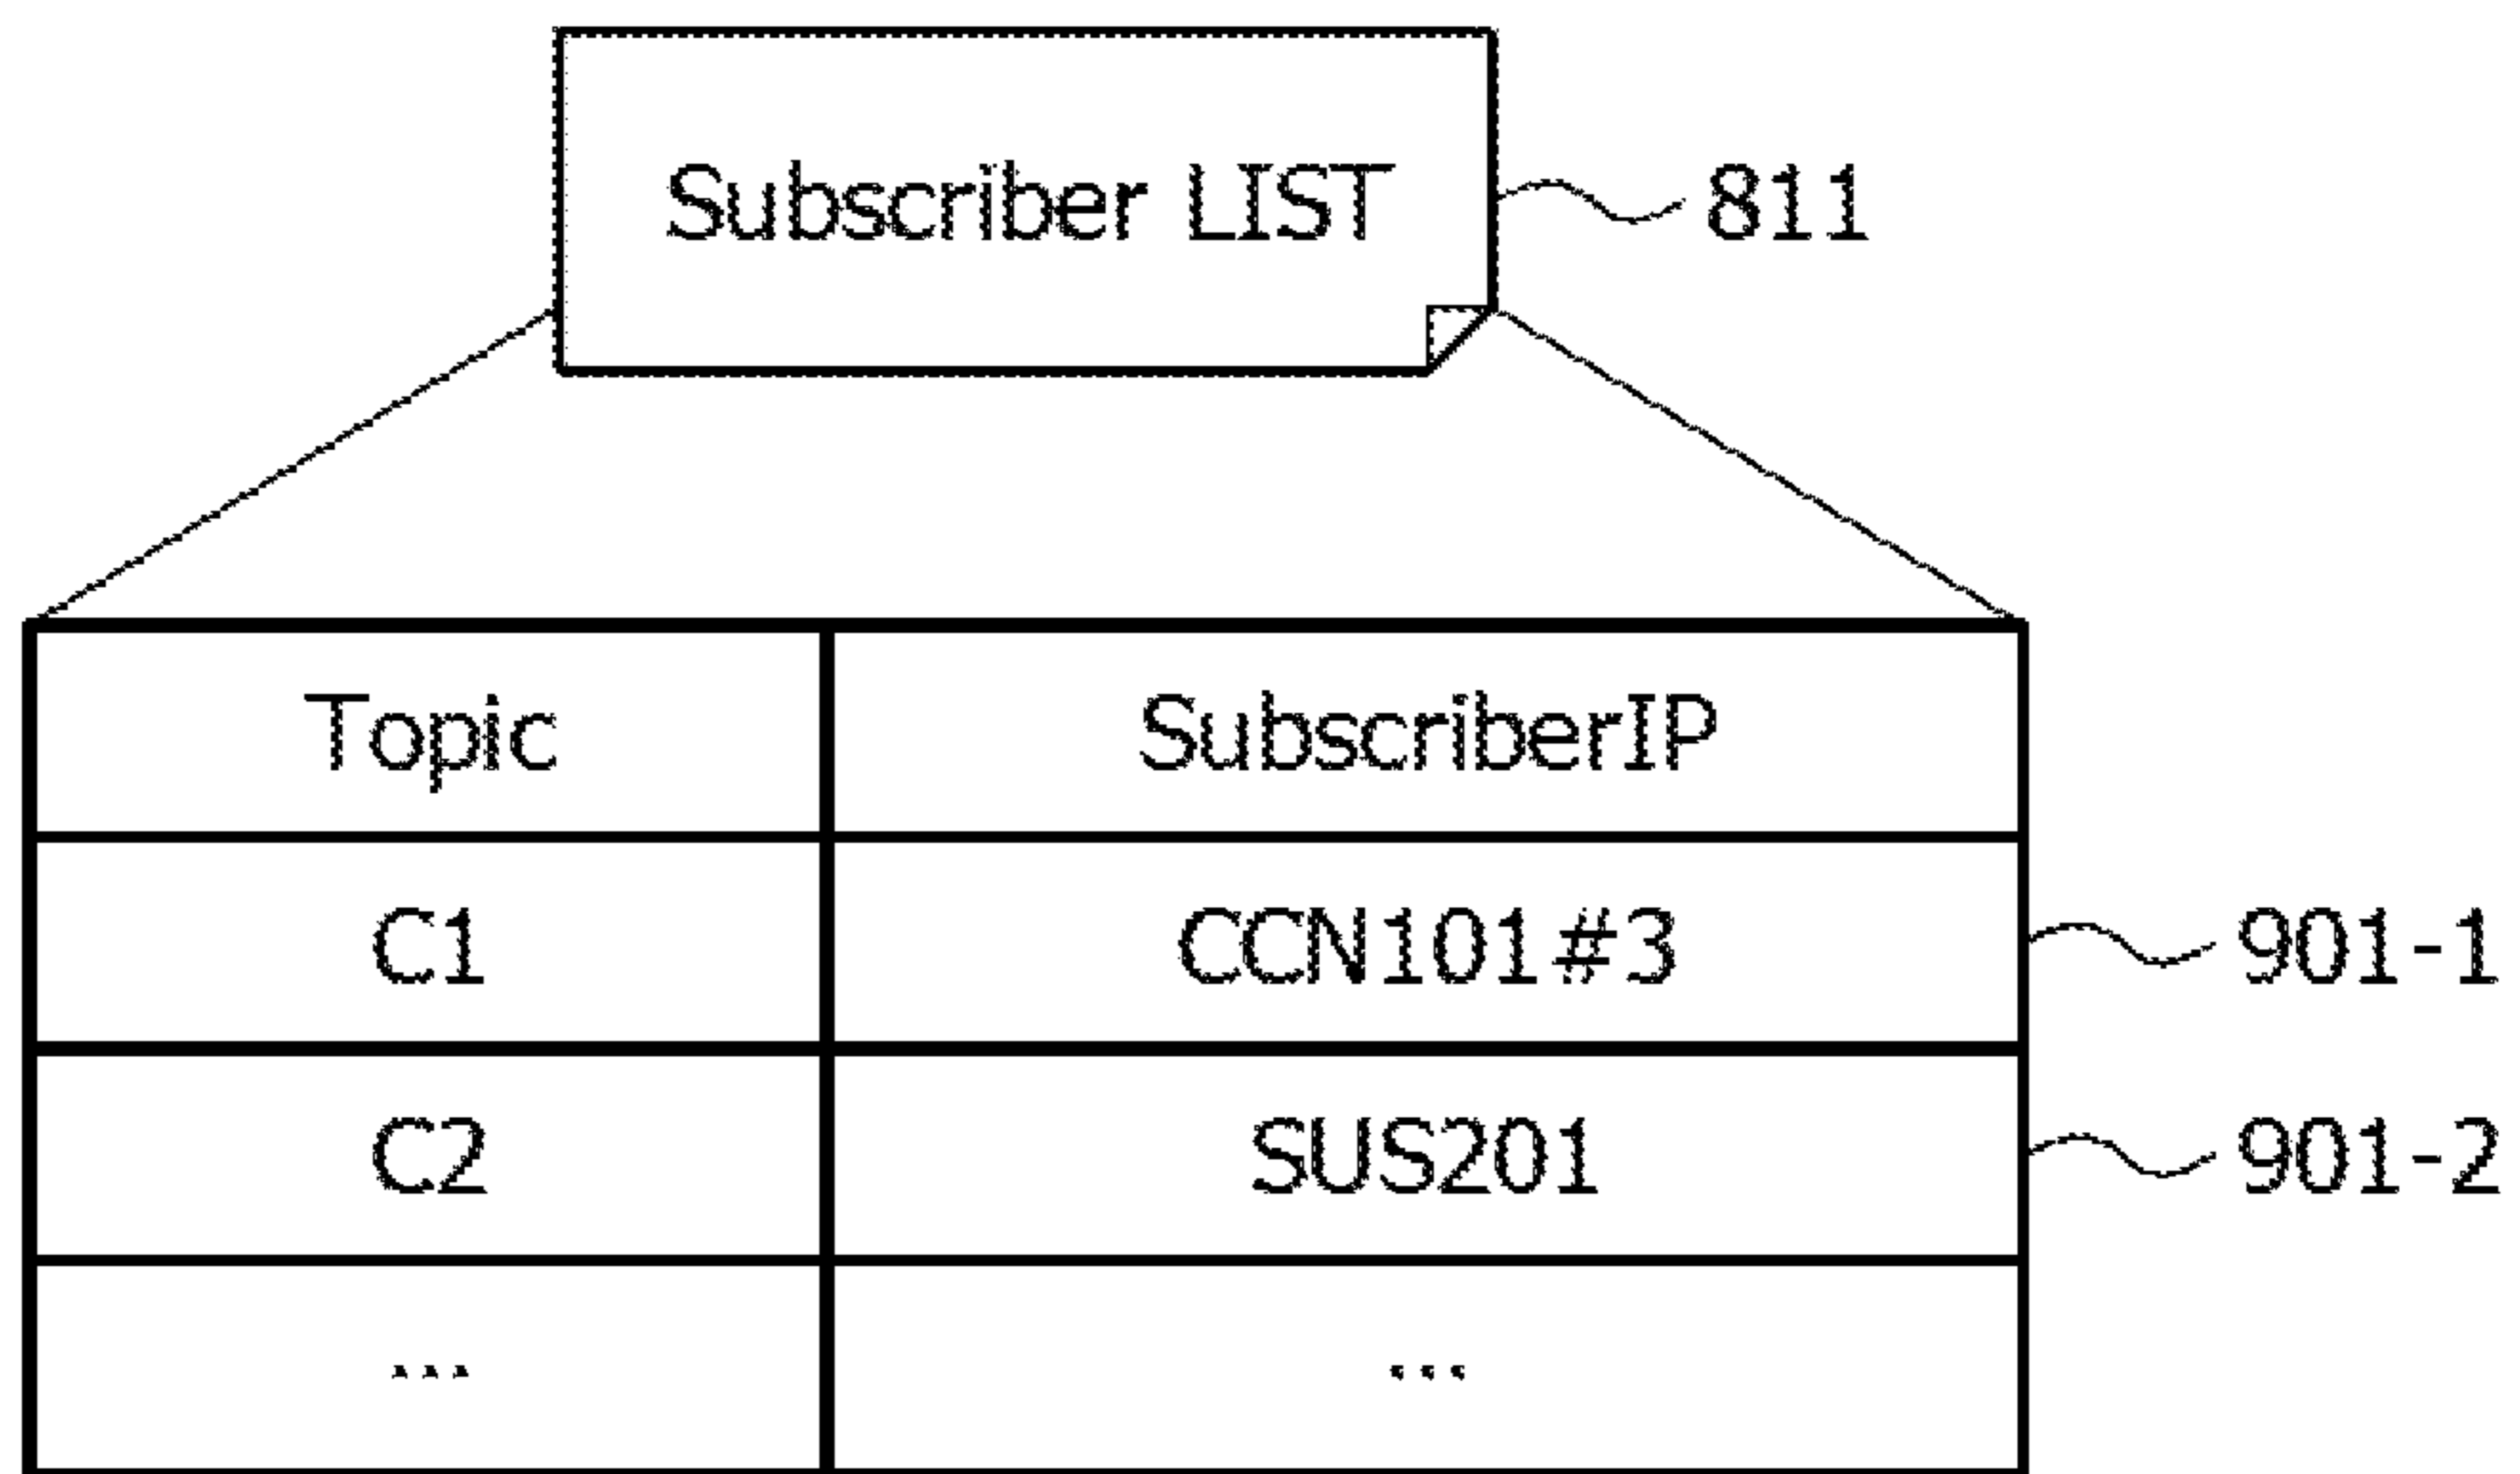 Subscriber LIST 811
Topic SubscriberIP
C1 CCN101#3 901-1
C2 SUS201 901-2
... ...